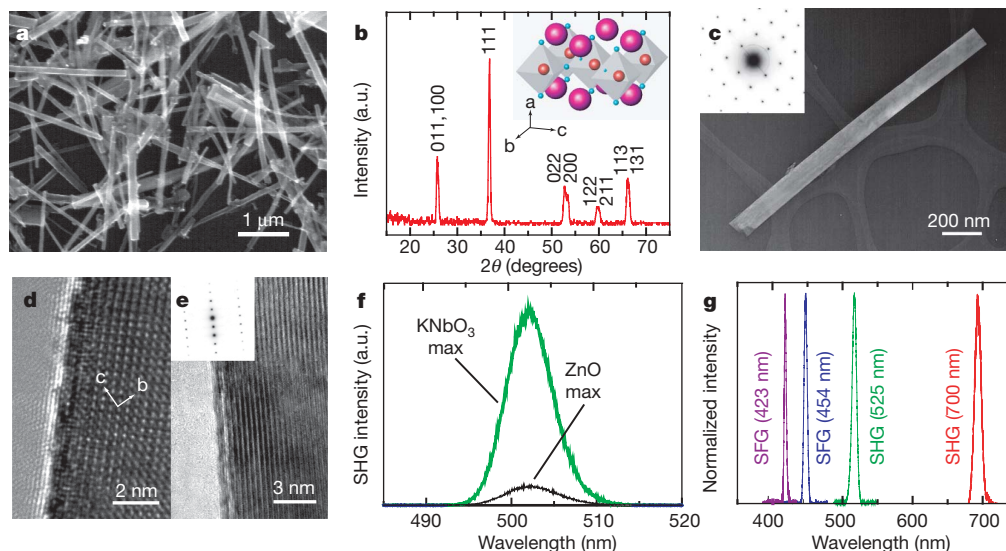 a
1 μm
b
Intensity (a.u.)
011,100
111
022
200
122
211
113
131
a
b
c
20
30
40
50
60
70
2θ (degrees)
c
200 nm
d
c
b
2 nm
e
3 nm
f
SHG intensity (a.u.)
KNbO₃
max
ZnO
max
490
500
510
520
Wavelength (nm)
g
Normalized intensity
SFG (423 nm)
SFG (454 nm)
SHG (525 nm)
SHG (700 nm)
400
500
600
700
Wavelength (nm)